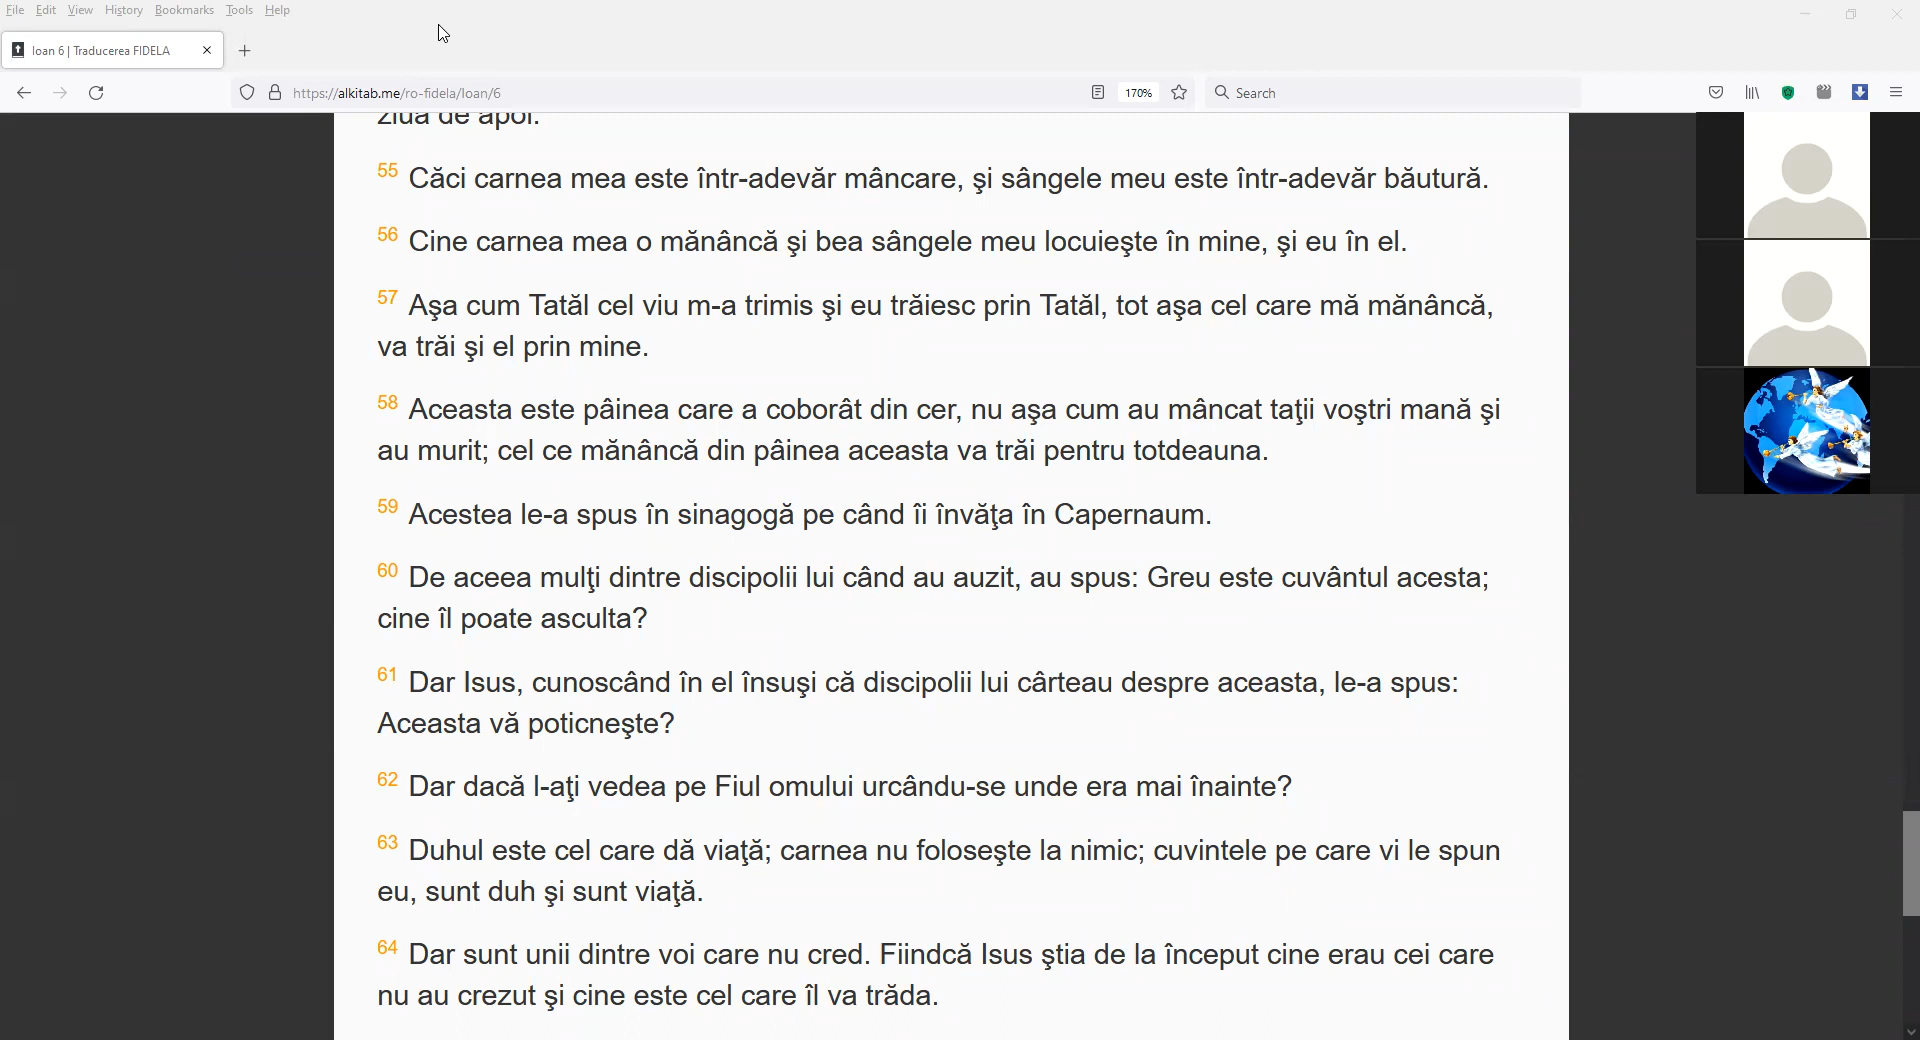 File Edit View History Bookmarks Tools Help
Ioan 6 | Traducerea FIDELA
https://alkitab.me/ro-fidela/Ioan/6 170% Search
ziua de apoi.
55 Căci carnea mea este într-adevăr mâncare, şi sângele meu este într-adevăr băutură.
56 Cine carnea mea o mănâncă şi bea sângele meu locuieşte în mine, şi eu în el.
57 Aşa cum Tatăl cel viu m-a trimis şi eu trăiesc prin Tatăl, tot aşa cel care mă mănâncă,
va trăi şi el prin mine.
58 Aceasta este pâinea care a coborât din cer, nu aşa cum au mâncat taţii voştri mană şi
au murit; cel ce mănâncă din pâinea aceasta va trăi pentru totdeauna.
59 Acestea le-a spus în sinagogă pe când îi învăţa în Capernaum.
60 De aceea mulţi dintre discipolii lui când au auzit, au spus: Greu este cuvântul acesta;
cine îl poate asculta?
61 Dar Isus, cunoscând în el însuşi că discipolii lui cârteau despre aceasta, le-a spus:
Aceasta vă poticneşte?
62 Dar dacă l-aţi vedea pe Fiul omului urcându-se unde era mai înainte?
63 Duhul este cel care dă viaţă; carnea nu foloseşte la nimic; cuvintele pe care vi le spun
eu, sunt duh şi sunt viaţă.
64 Dar sunt unii dintre voi care nu cred. Fiindcă Isus ştia de la început cine erau cei care
nu au crezut şi cine este cel care îl va trăda.